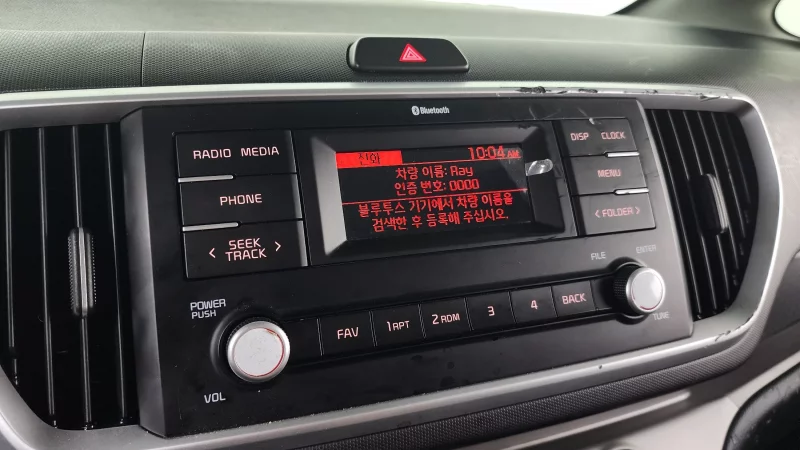 Bluetooth
RADIO MEDIA
PHONE
< SEEK >
TRACK
전화 10:04 AM
차량 이름: Ray
인증 번호: 0000
블루투스 기기에서 차량 이름을
검색한 후 등록해 주십시오.
DISP CLOCK
MENU
< FOLDER >
POWER
PUSH
VOL
FAV
1 RPT
2 RDM
3
4
BACK
FILE
ENTER
TUNE